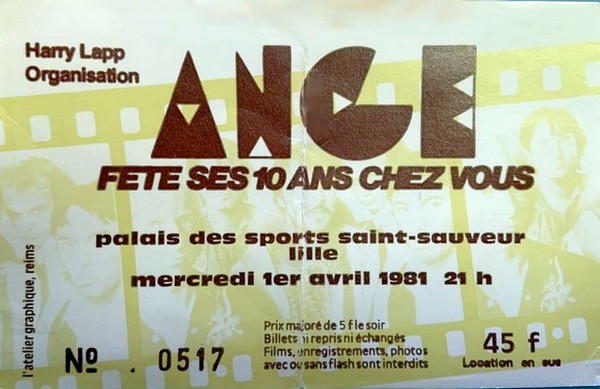 Harry Lapp
Organisation
ANGE
FETE SES 10 ANS CHEZ VOUS
palais des sports saint-sauveur
lille
mercredi 1er avril 1981 21 h
l'atelier graphique, reims
Nº . 0517
Prix majoré de 5 f le soir
Billets ni repris ni échangés
Films, enregistrements, photos
avec ou sans flash sont interdits
45 f
Location en sus